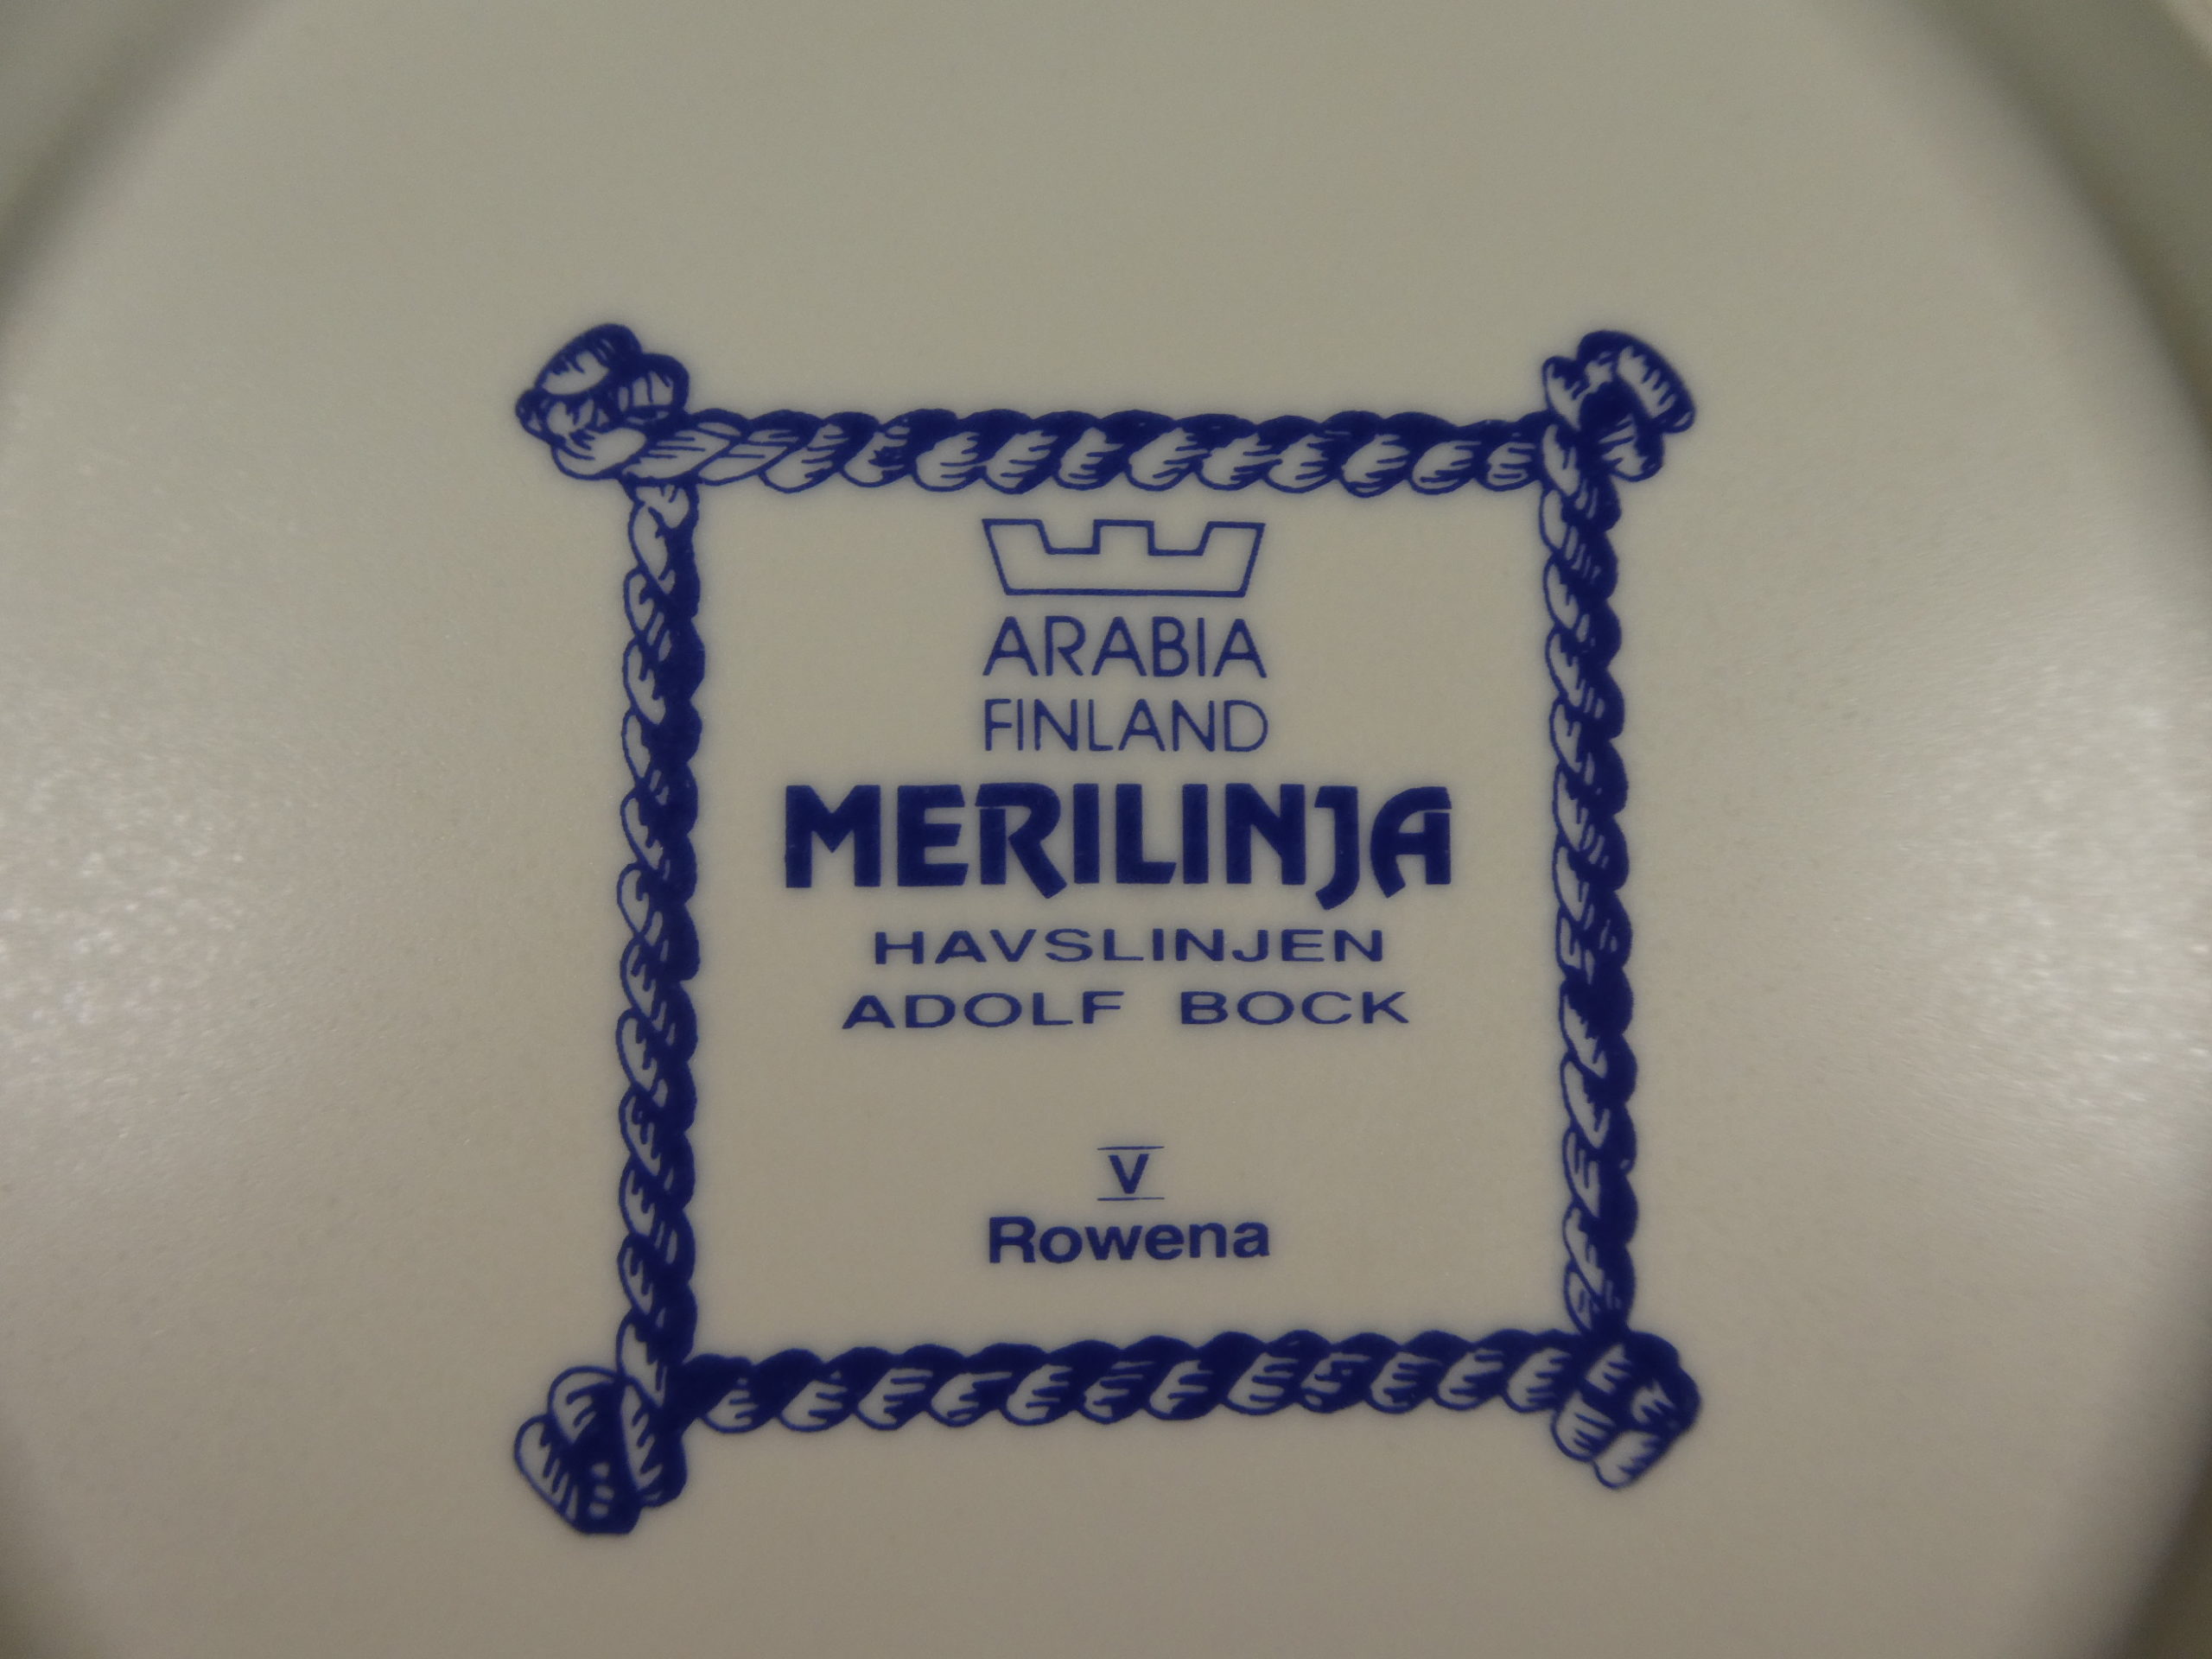 ARABIA
FINLAND
MERILINJA
HAVSLINJEN
ADOLF BOCK
V
Rowena